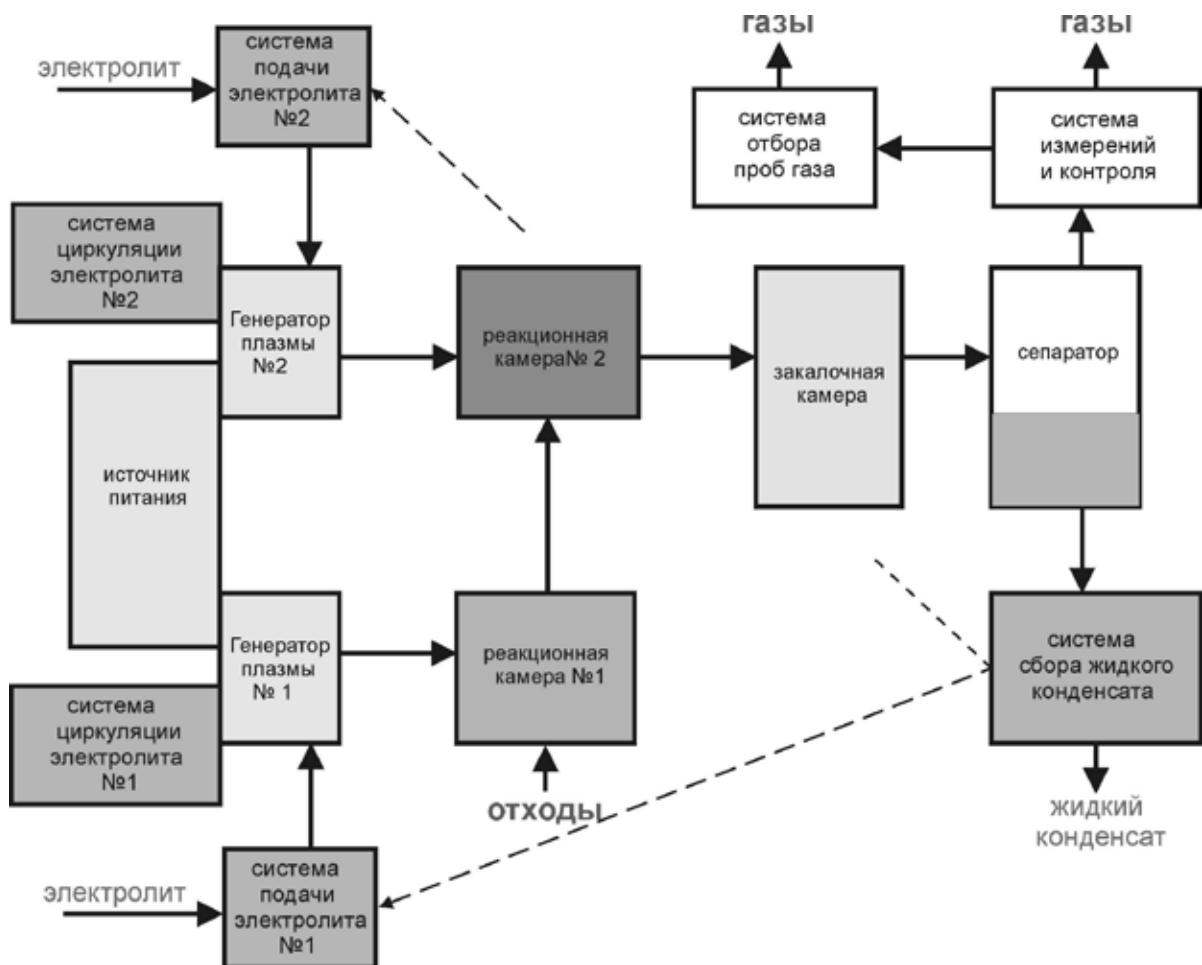 газы
газы
электролит
система
подачи
электролита
№2
система
отбора
проб газа
система
измерений
и контроля
система
циркуляции
электролита
№2
Генератор
плазмы
№2
реакционная
камера№ 2
закалочная
камера
сепаратор
источник
питания
Генератор
плазмы
№ 1
реакционная
камера №1
система
сбора жидкого
конденсата
система
циркуляции
электролита
№1
отходы
жидкий
конденсат
электролит
система
подачи
электролита
№1